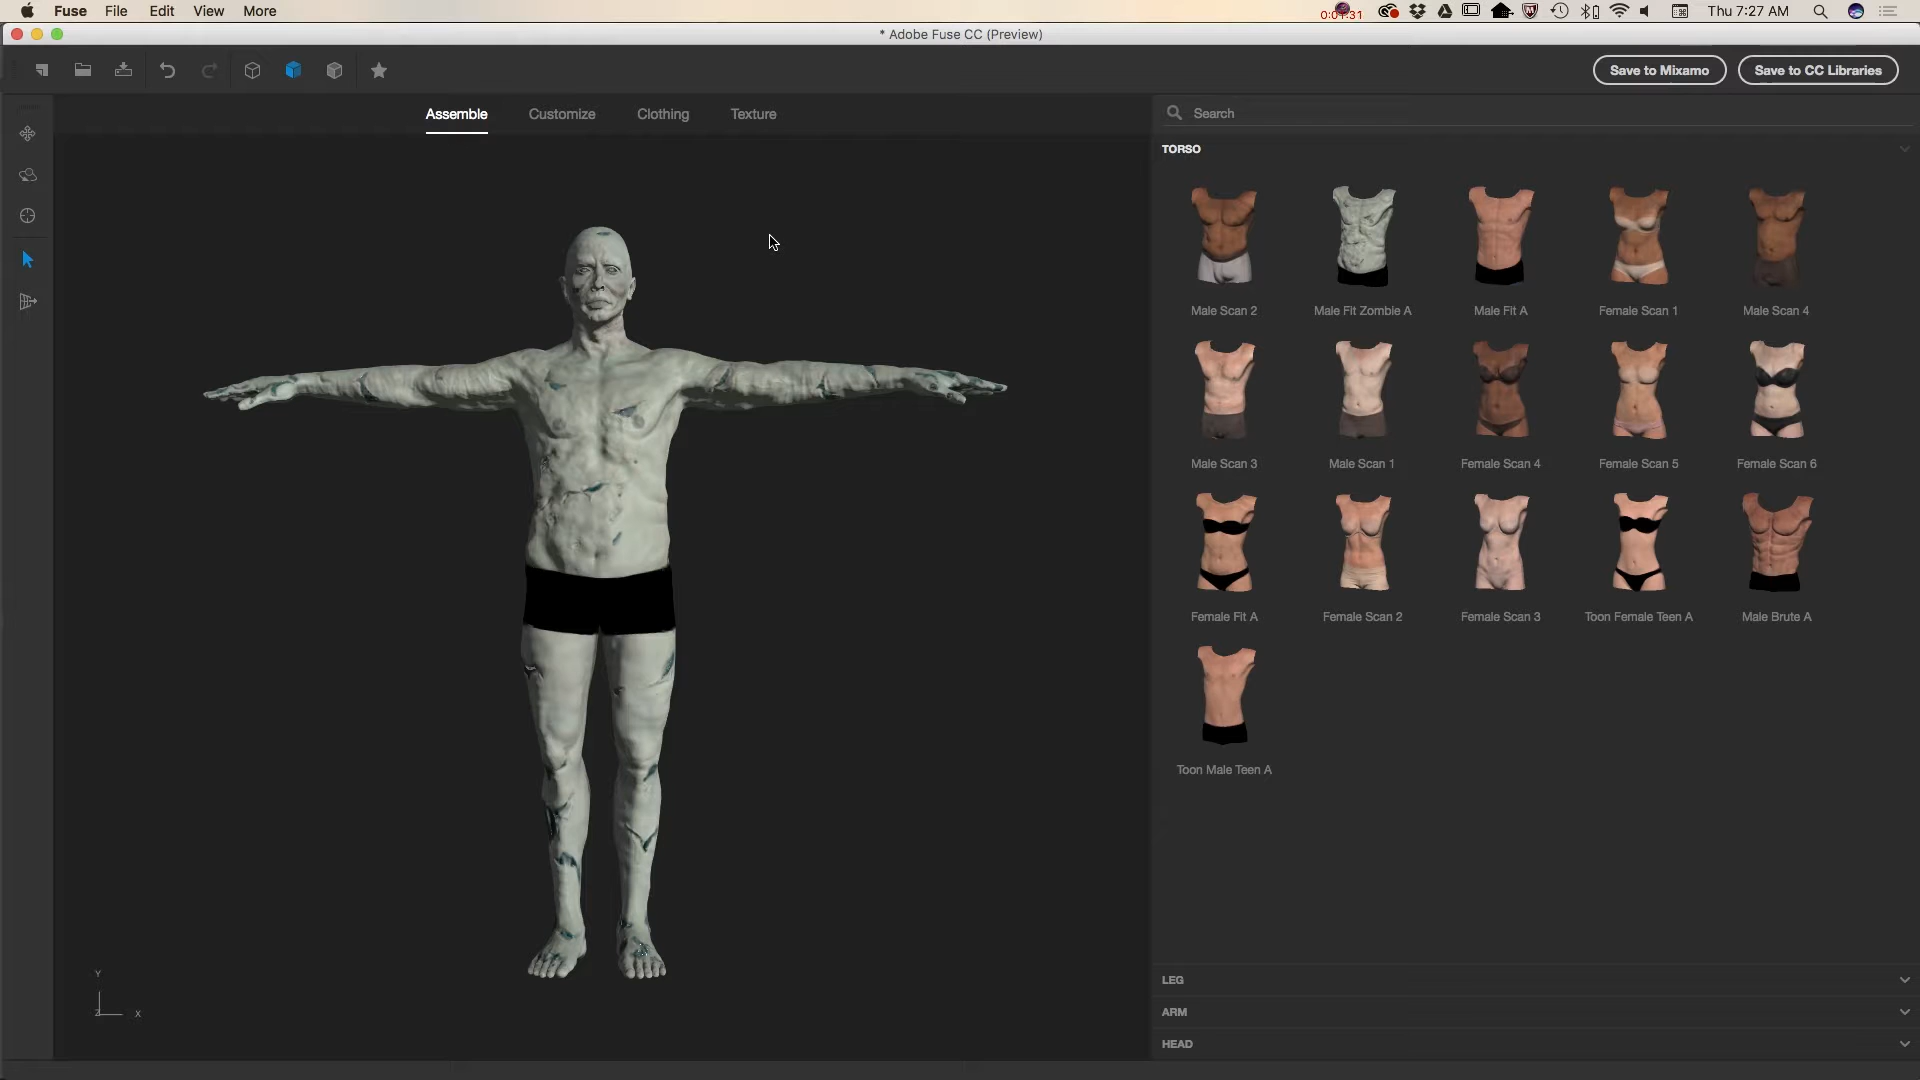 Fuse File Edit View More
0:01:31
Thu 7:27 AM
* Adobe Fuse CC (Preview)
Save to Mixamo
Save to CC Libraries
Assemble
Customize
Clothing
Texture
Search
TORSO
Male Scan 2
Male Fit Zombie A
Male Fit A
Female Scan 1
Male Scan 4
Male Scan 3
Male Scan 1
Female Scan 4
Female Scan 5
Female Scan 6
Female Fit A
Female Scan 2
Female Scan 3
Toon Female Teen A
Male Brute A
Toon Male Teen A
LEG
ARM
HEAD
Y
Z
X